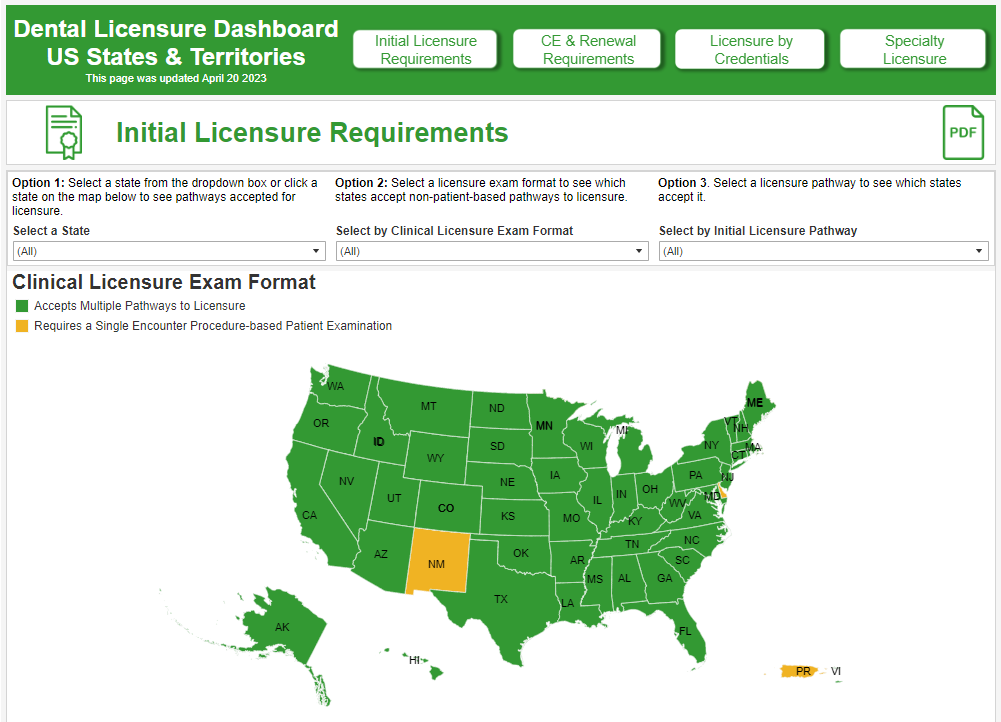 Dental Licensure Dashboard
US States & Territories
This page was updated April 20 2023
Initial Licensure
Requirements
CE & Renewal
Requirements
Licensure by
Credentials
Specialty
Licensure
Initial Licensure Requirements
PDF
Option 1: Select a state from the dropdown box or click a
state on the map below to see pathways accepted for
licensure.
Option 2: Select a licensure exam format to see which
states accept non-patient-based pathways to licensure.
Option 3. Select a licensure pathway to see which states
accept it.
Select a State
Select by Clinical Licensure Exam Format
Select by Initial Licensure Pathway
(All)
(All)
(All)
Clinical Licensure Exam Format
Accepts Multiple Pathways to Licensure
Requires a Single Encounter Procedure-based Patient Examination
WA
MT
ND
MN
ME
OR
ID
SD
WI
MI
VT
NH
NY
MA
CT
WY
NV
UT
NE
IA
PA
NJ
IL
IN
OH
MD
WV
VA
CA
CO
KS
MO
KY
NC
AZ
NM
OK
AR
TN
SC
MS
AL
GA
TX
LA
FL
AK
HI
PR
VI